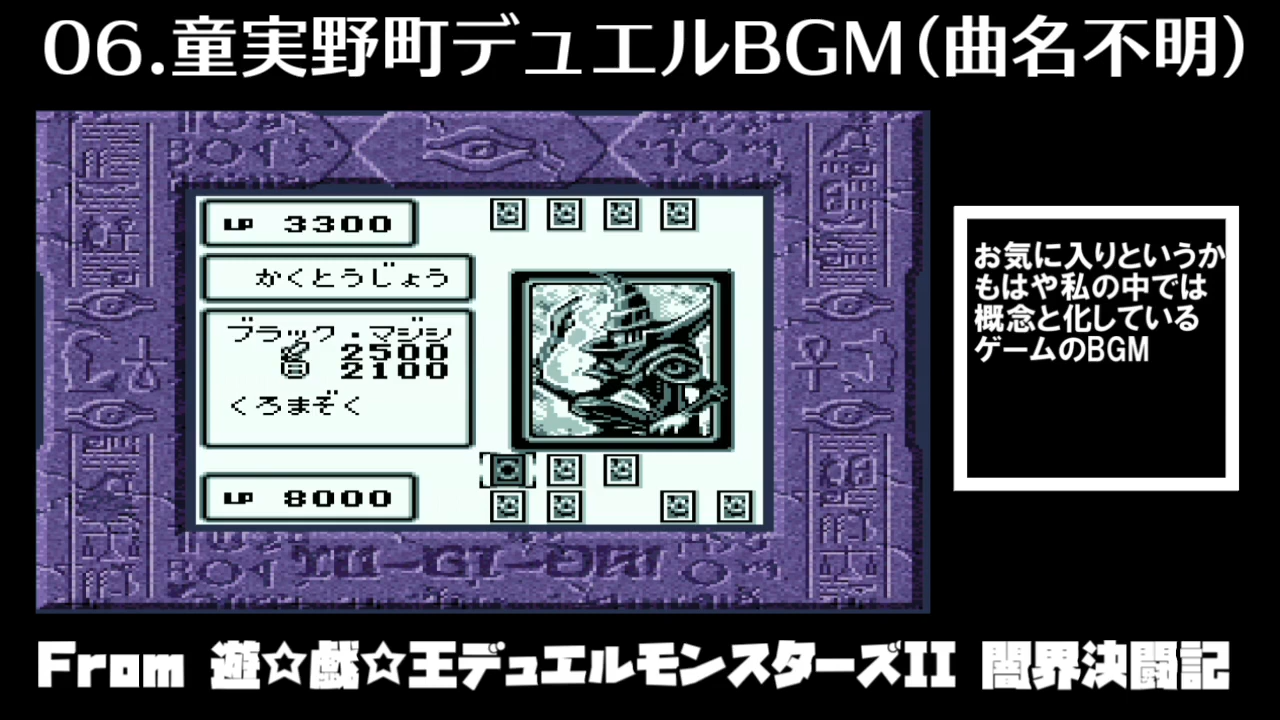 06.童実野町デュエルBGM(曲名不明)
LP 3300
かくとうじょう
ブラック・マジシ
2500
2100
くろまぞく
LP 8000
お気に入りというか
もはや私の中では
概念と化している
ゲームのBGM
YU-GI-OH!
From 遊☆戯☆王デュエルモンスターズII 闇界決闘記